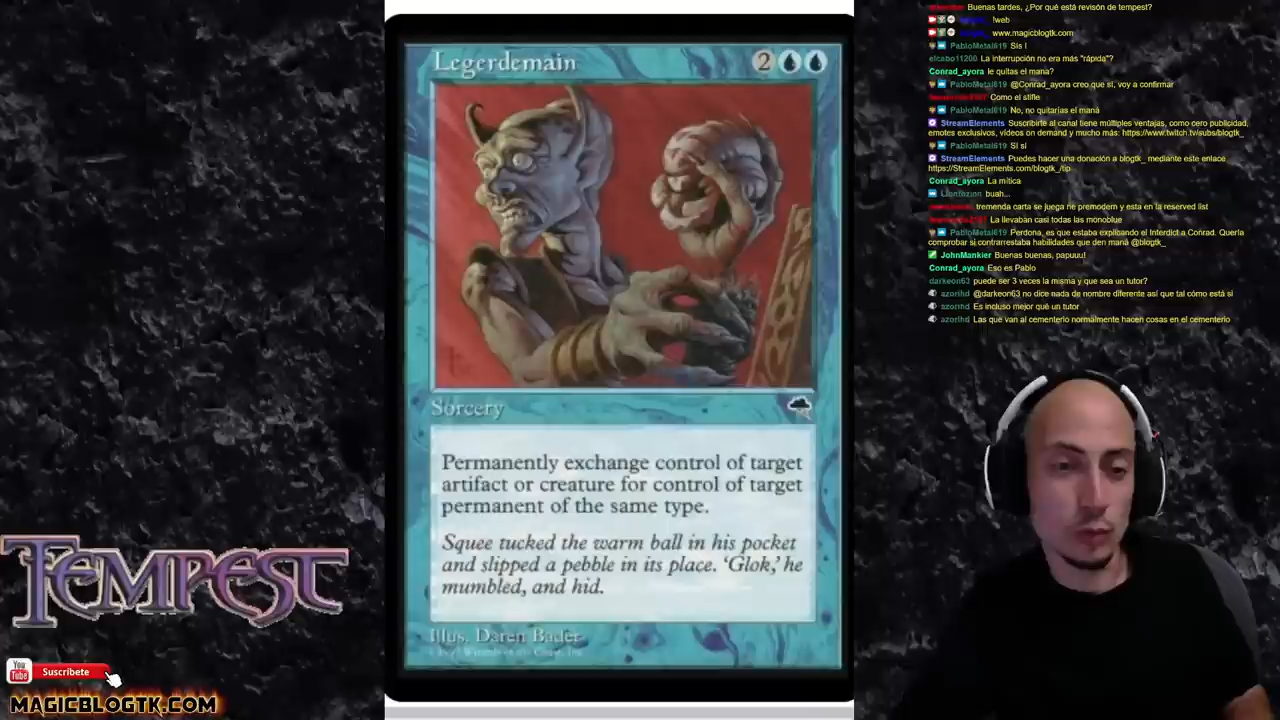 Legerdemain 2
Sorcery
Permanently exchange control of target
artifact or creature for control of target
permanent of the same type.
Squee tucked the warm ball in his pocket
and slipped a pebble in its place. ‘Glok,’ he
mumbled, and hid.
Illus. Daren Bader
TEMPEST
You
Tube
Suscríbete
MAGICBLOGTK.COM
Buenas tardes, ¿Por qué está revisón de tempest?
!web
www.magicblogtk.com
PabloMetal619 Sis I
efcabo11200 La interrupción no era más "rápida"?
Conrad_ayora le quitas el mana?
PabloMetal619 @Conrad_ayora creo que sí, voy a confirmar
Como el stifle
PabloMetal619 No, no quitarías el maná
StreamElements Suscribirte al canal tiene múltiples ventajas, como cero publicidad,
emotes exclusivos, vídeos on demand y mucho más: https://www.twitch.tv/subs/blogtk_
PabloMetal619 Sí sí
StreamElements Puedes hacer una donación a blogtk_ mediante este enlace
https://StreamElements.com/blogtk_/tip
Conrad_ayora La mítica
buah...
tremenda carta se juega ne premodern y esta en la reserved list
La llevaban casi todas las monoblue
PabloMetal619 Perdona, es que estaba explicando el Interdict a Conrad. Quería
comprobar si contrarrestaba habilidades que den maná @blogtk_
JohnMankier Buenas buenas, papuuu!
Conrad_ayora Eso es Pablo
darkeon63 puede ser 3 veces la misma y que sea un tutor?
azorihd @darkeon63 no dice nada de nombre diferente así que tal cómo está si
azorihd Es incluso mejor qué un tutor
azorihd Las que van al cementerio normalmente hacen cosas en el cementerio